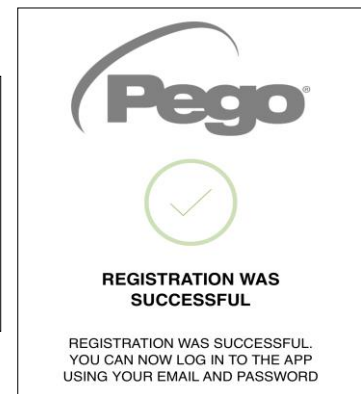 Pego®
REGISTRATION WAS
SUCCESSFUL
REGISTRATION WAS SUCCESSFUL.
YOU CAN NOW LOG IN TO THE APP
USING YOUR EMAIL AND PASSWORD